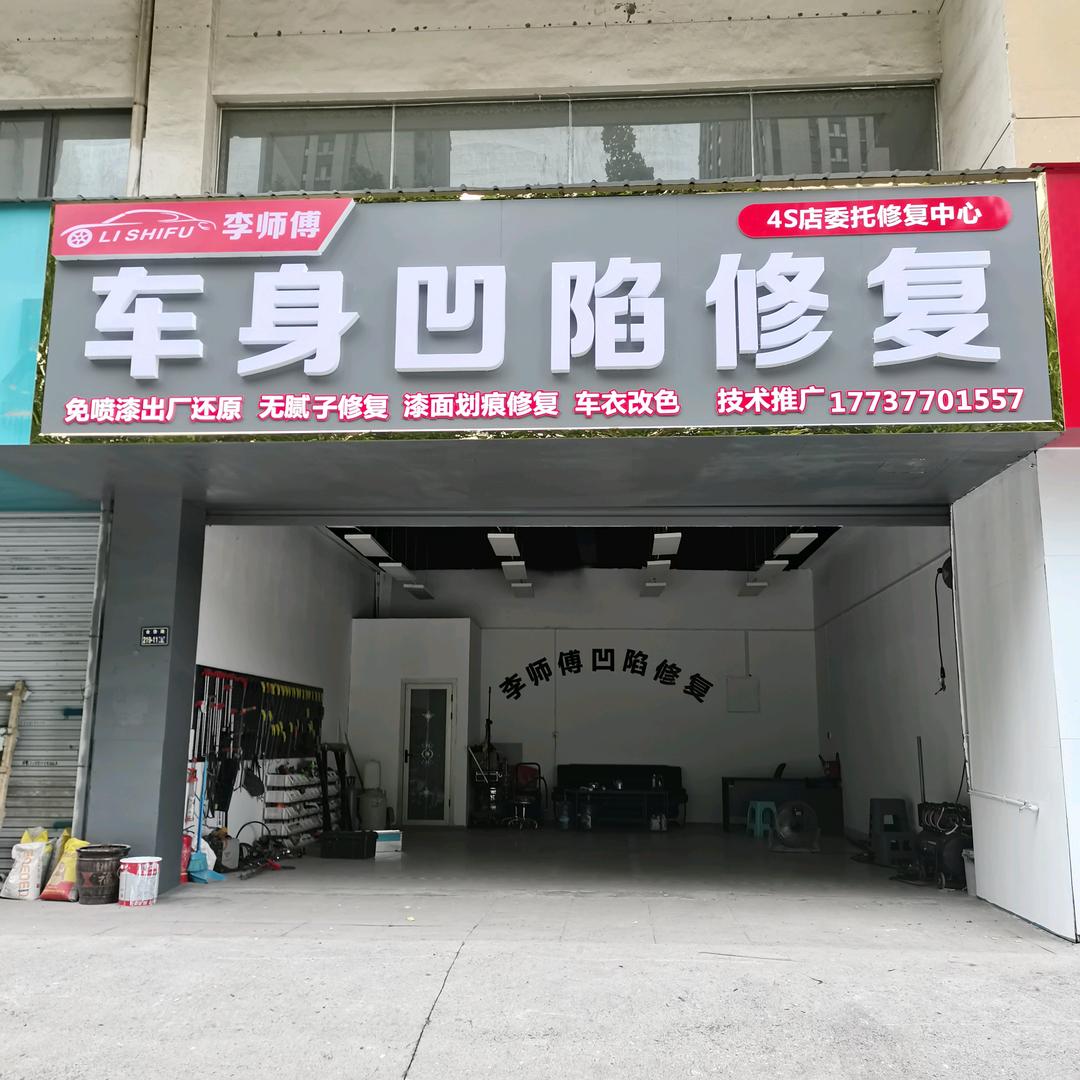 LI SHIFU 李师傅
4S店委托修复中心
车身凹陷修复
免喷漆出厂还原 无腻子修复 漆面划痕修复 车衣改色 技术推广 17737701557
李师傅凹陷修复